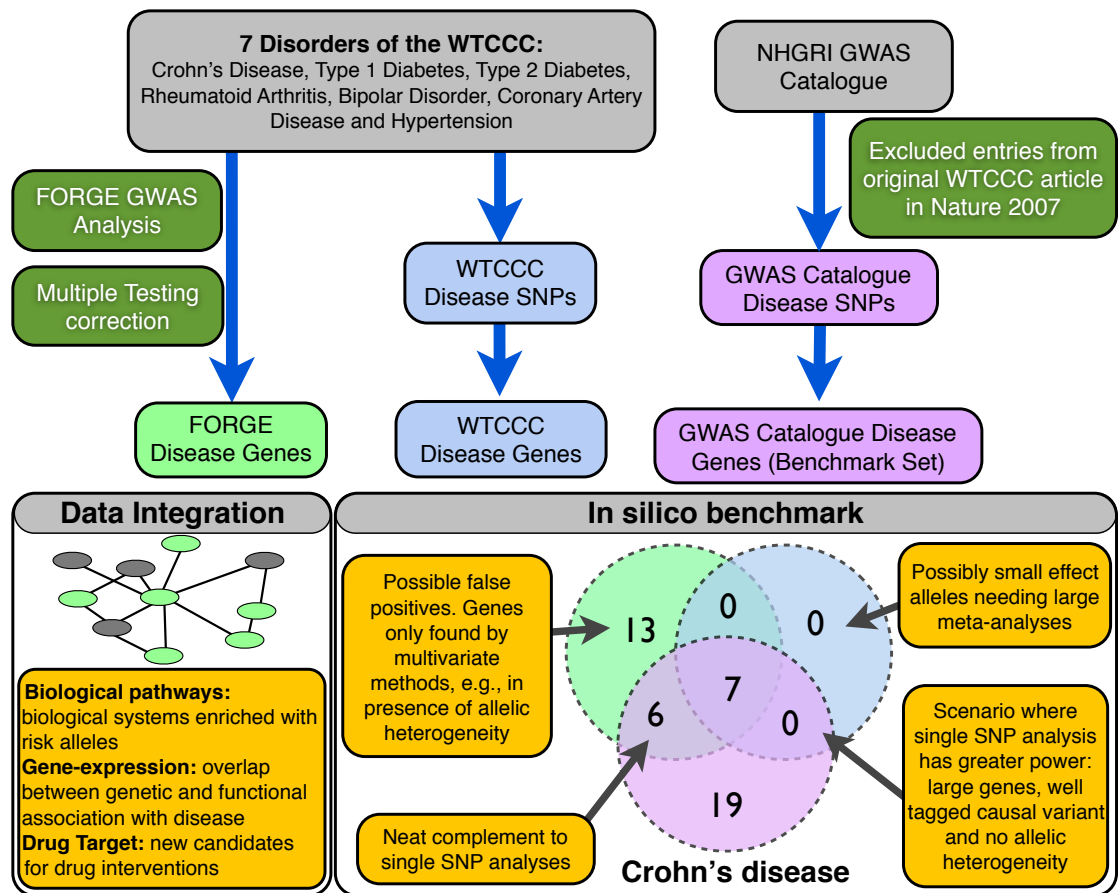 7 Disorders of the WTCCC:
Crohn's Disease, Type 1 Diabetes, Type 2 Diabetes,
Rheumatoid Arthritis, Bipolar Disorder, Coronary Artery
Disease and Hypertension
NHGRI GWAS
Catalogue
FORGE GWAS
Analysis
Excluded entries from
original WTCCC article
in Nature 2007
Multiple Testing
correction
WTCCC
Disease SNPs
GWAS Catalogue
Disease SNPs
FORGE
Disease Genes
WTCCC
Disease Genes
GWAS Catalogue Disease
Genes (Benchmark Set)
Data Integration
Biological pathways:
biological systems enriched with
risk alleles
Gene-expression: overlap
between genetic and functional
association with disease
Drug Target: new candidates
for drug interventions
In silico benchmark
Possible false
positives. Genes
only found by
multivariate
methods, e.g., in
presence of allelic
heterogeneity
13
0
0
7
6
0
19
Possibly small effect
alleles needing large
meta-analyses
Scenario where
single SNP analysis
has greater power:
large genes, well
tagged causal variant
and no allelic
heterogeneity
Neat complement to
single SNP analyses
Crohn's disease